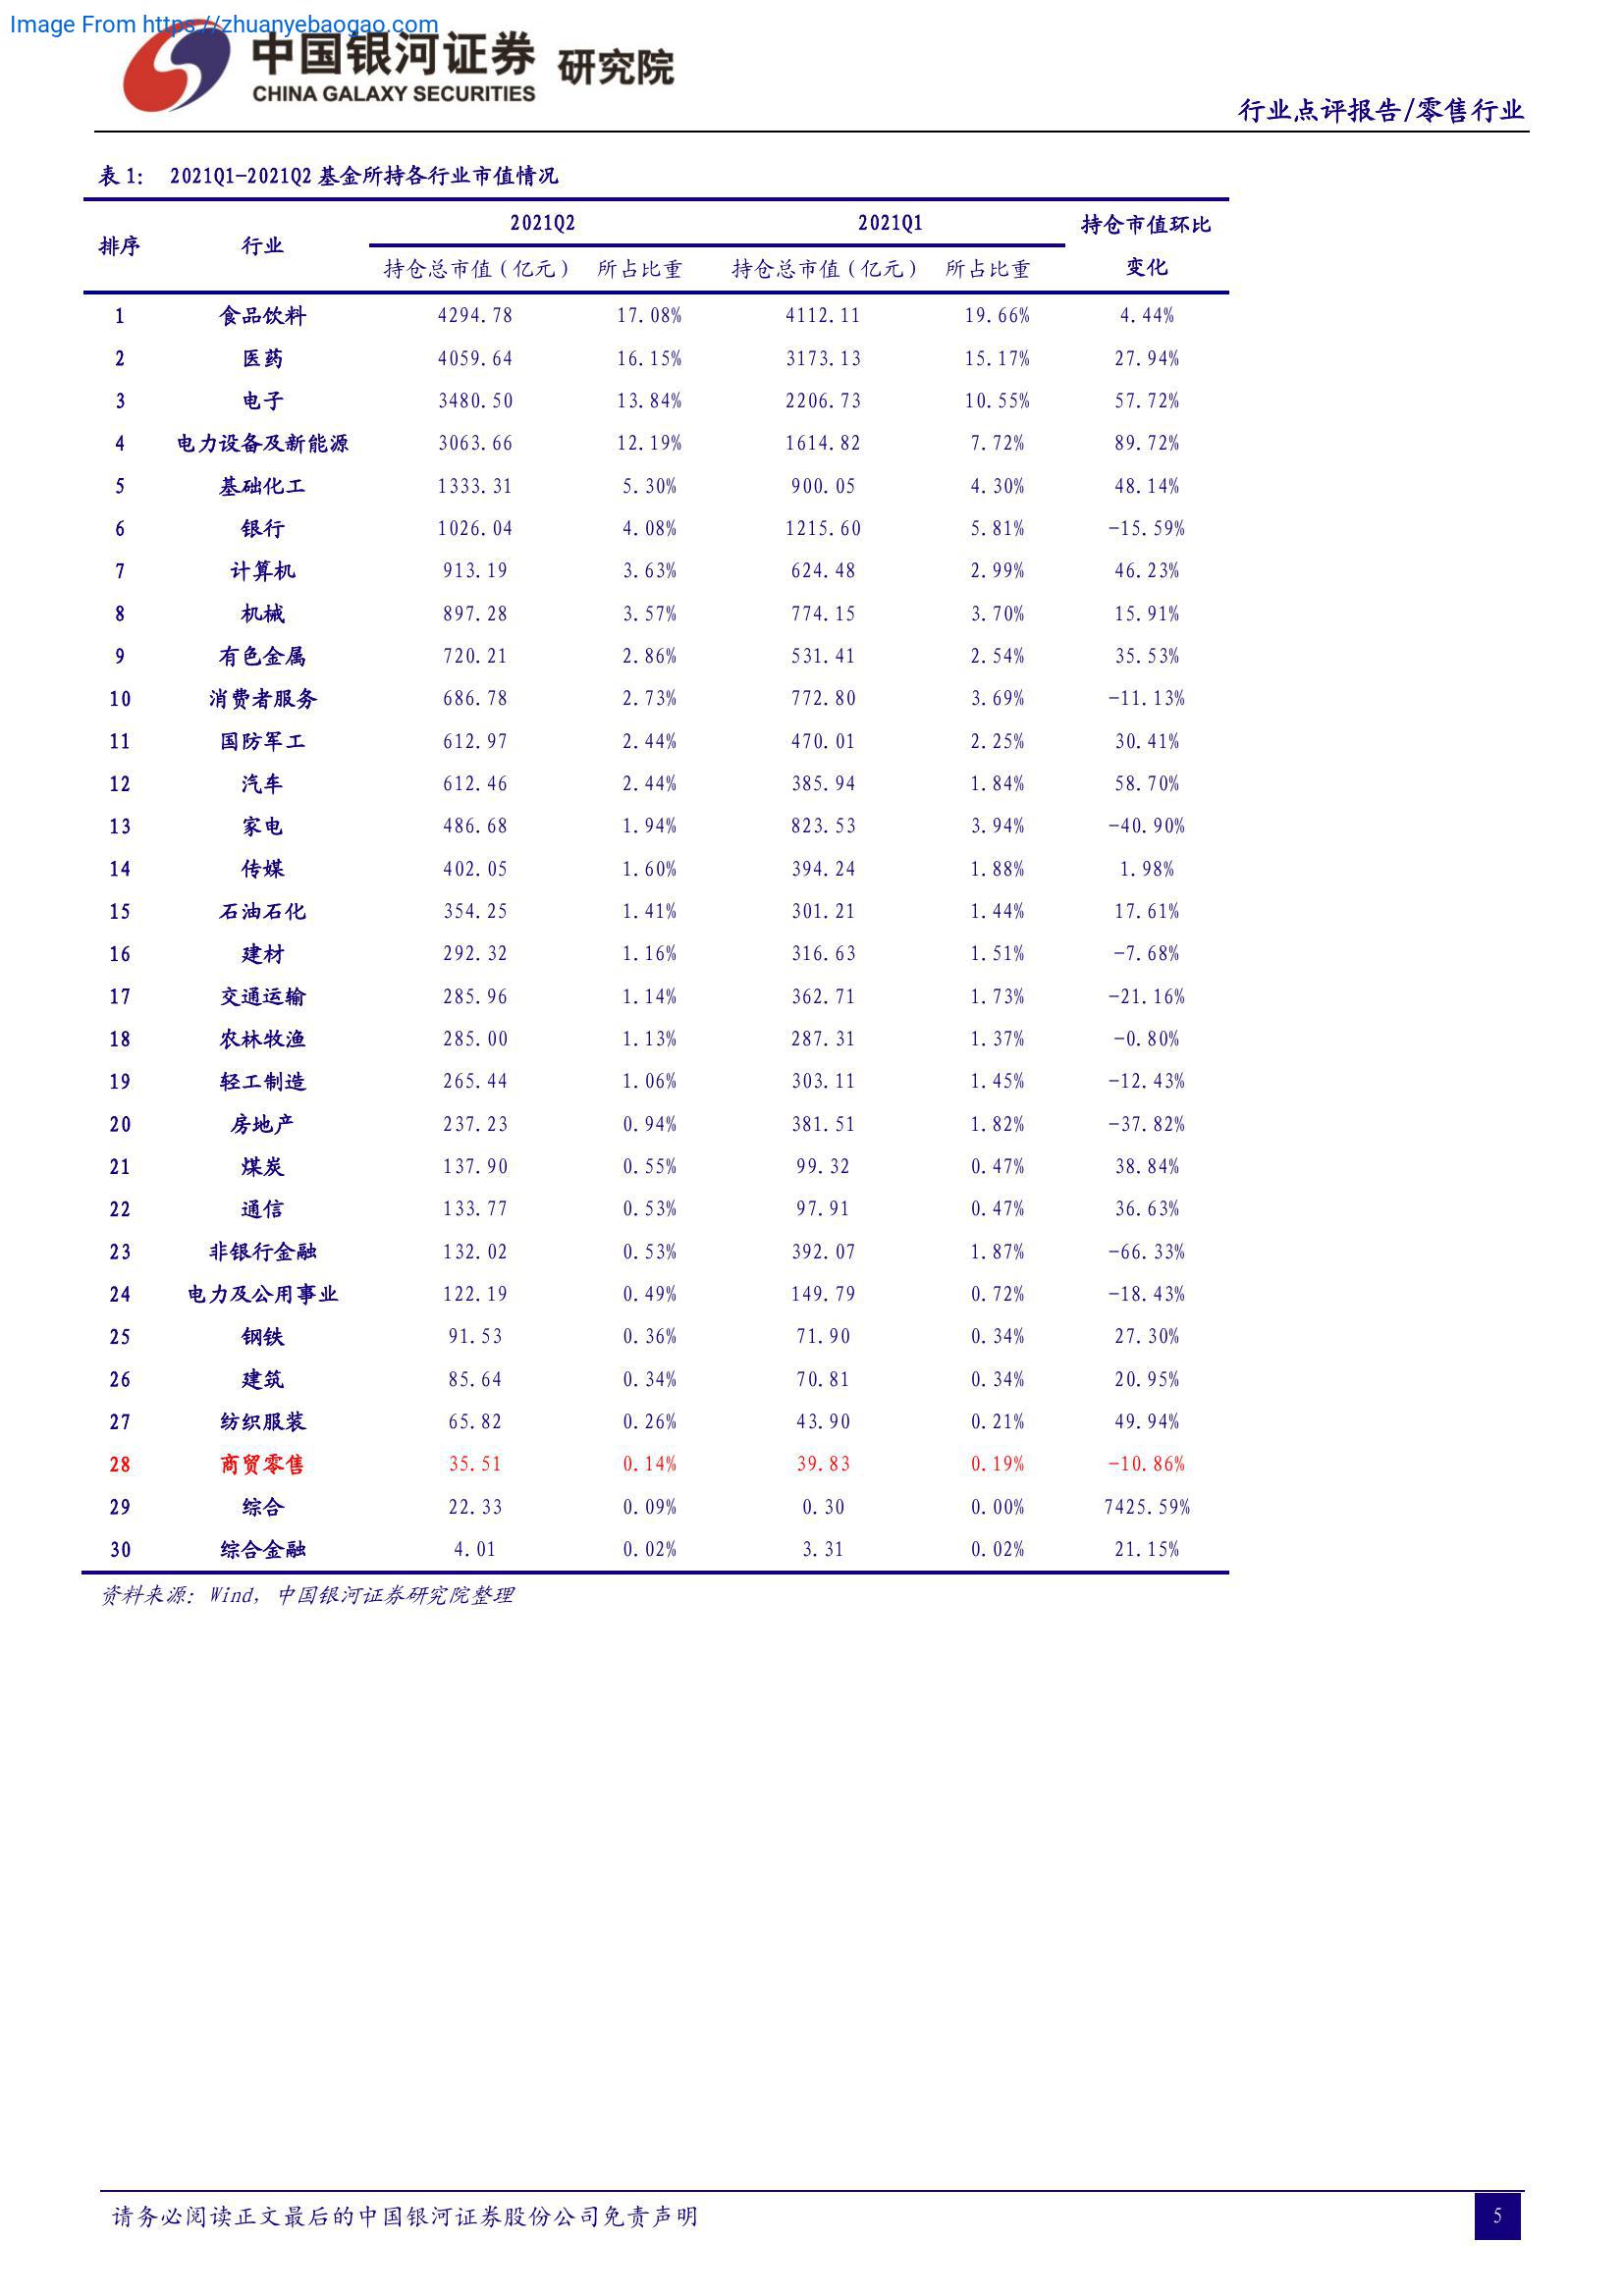 Image From https://zhuanyebaogao.com
中国银河证券 研究院
CHINA GALAXY SECURITIES
行业点评报告/零售行业
表 1： 2021Q1-2021Q2 基金所持各行业市值情况
排序 行业 2021Q2 2021Q1 持仓市值环比变化
持仓总市值（亿元） 所占比重 持仓总市值（亿元） 所占比重
1 食品饮料 4294.78 17.08% 4112.11 19.66% 4.44%
2 医药 4059.64 16.15% 3173.13 15.17% 27.94%
3 电子 3480.50 13.84% 2206.73 10.55% 57.72%
4 电力设备及新能源 3063.66 12.19% 1614.82 7.72% 89.72%
5 基础化工 1333.31 5.30% 900.05 4.30% 48.14%
6 银行 1026.04 4.08% 1215.60 5.81% -15.59%
7 计算机 913.19 3.63% 624.48 2.99% 46.23%
8 机械 897.28 3.57% 774.15 3.70% 15.91%
9 有色金属 720.21 2.86% 531.41 2.54% 35.53%
10 消费者服务 686.78 2.73% 772.80 3.69% -11.13%
11 国防军工 612.97 2.44% 470.01 2.25% 30.41%
12 汽车 612.46 2.44% 385.94 1.84% 58.70%
13 家电 486.68 1.94% 823.53 3.94% -40.90%
14 传媒 402.05 1.60% 394.24 1.88% 1.98%
15 石油石化 354.25 1.41% 301.21 1.44% 17.61%
16 建材 292.32 1.16% 316.63 1.51% -7.68%
17 交通运输 285.96 1.14% 362.71 1.73% -21.16%
18 农林牧渔 285.00 1.13% 287.31 1.37% -0.80%
19 轻工制造 265.44 1.06% 303.11 1.45% -12.43%
20 房地产 237.23 0.94% 381.51 1.82% -37.82%
21 煤炭 137.90 0.55% 99.32 0.47% 38.84%
22 通信 133.77 0.53% 97.91 0.47% 36.63%
23 非银行金融 132.02 0.53% 392.07 1.87% -66.33%
24 电力及公用事业 122.19 0.49% 149.79 0.72% -18.43%
25 钢铁 91.53 0.36% 71.90 0.34% 27.30%
26 建筑 85.64 0.34% 70.81 0.34% 20.95%
27 纺织服装 65.82 0.26% 43.90 0.21% 49.94%
28 商贸零售 35.51 0.14% 39.83 0.19% -10.86%
29 综合 22.33 0.09% 0.30 0.00% 7425.59%
30 综合金融 4.01 0.02% 3.31 0.02% 21.15%
资料来源：Wind，中国银河证券研究院整理
请务必阅读正文最后的中国银河证券股份公司免责声明
5